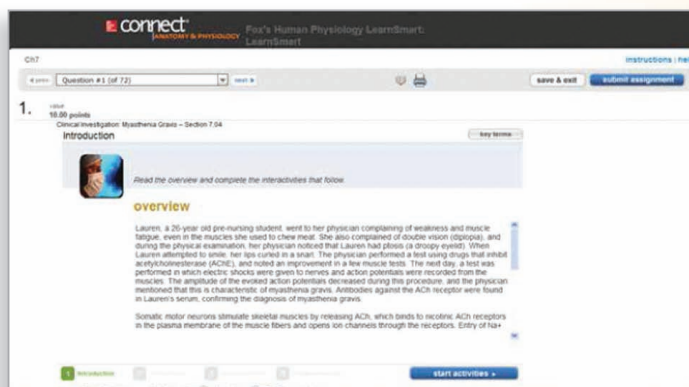 connect
ANATOMY & PHYSIOLOGY
Fox's Human Physiology LearnSmart:
LearnSmart
Ch7
instructions | hel
prev
Question #1 (of 72)
next
save & exit
submit assignment
1.
value
10.00 points
Clinical Investigation: Myasthenia Gravis – Section 7.04
Introduction
key terms
Read the overview and complete the interactivities that follow.
overview
Lauren, a 26-year old pre-nursing student, went to her physician complaining of weakness and muscle
fatigue, even in the muscles she used to chew meat. She also complained of double vision (diplopia), and
during the physical examination, her physician noticed that Lauren had ptosis (a droopy eyelid). When
Lauren attempted to smile, her lips curled in a snarl. The physician performed a test using drugs that inhibit
acetylcholinesterase (AChE), and noted an improvement in a few muscle tests. The next day, a test was
performed in which electric shocks were given to nerves and action potentials were recorded from the
muscles. The amplitude of the evoked action potentials decreased during this procedure, and the physician
mentioned that this is characteristic of myasthenia gravis. Antibodies against the ACh receptor were found
in Lauren's serum, confirming the diagnosis of myasthenia gravis.
Somatic motor neurons stimulate skeletal muscles by releasing ACh, which binds to nicotinic ACh receptors
in the plasma membrane of the muscle fibers and opens ion channels through the receptors. Entry of Na+
1 Introduction
start activities